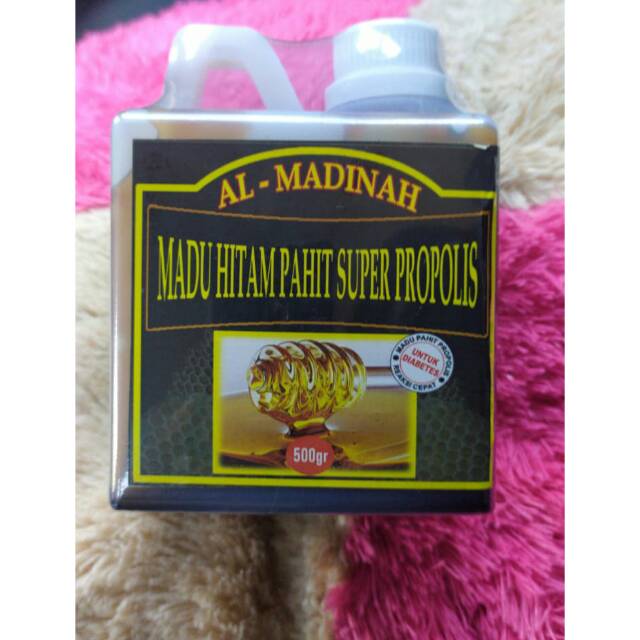 AL - MADINAH
MADU HITAM PAHIT SUPER PROPOLIS
MADU PAHIT PROPOLIS
UNTUK
DIABETES
REAKSI CEPAT
500gr